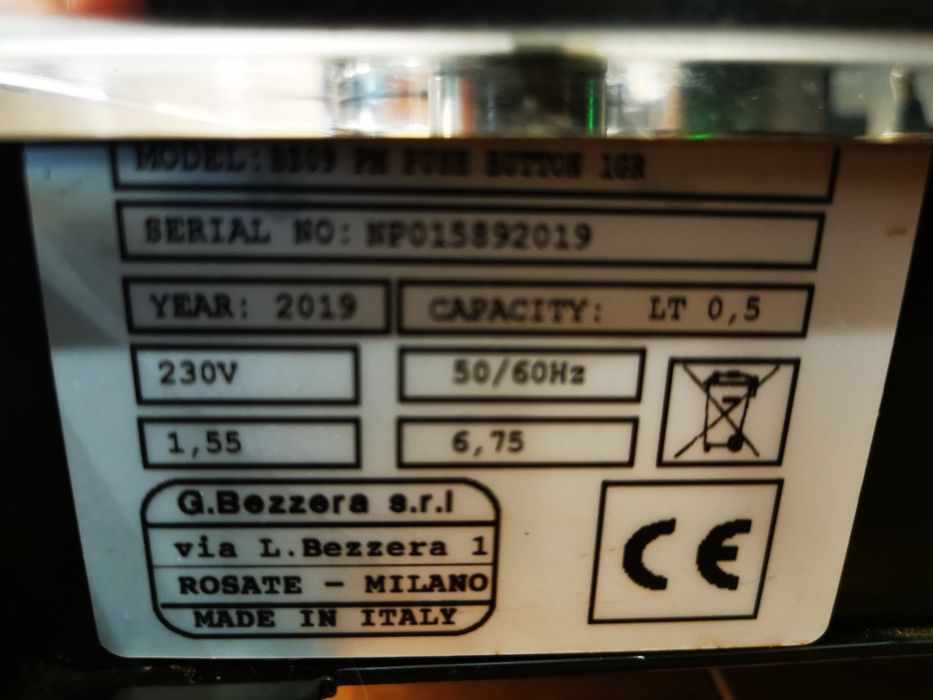 MODEL: BZ09 PM PUSH BUTTON 1GR
SERIAL NO: NP015892019
YEAR: 2019
CAPACITY: LT 0,5
230V
50/60Hz
1,55
6,75
G.Bezzera s.r.l
via L.Bezzera 1
ROSATE - MILANO
MADE IN ITALY
CE